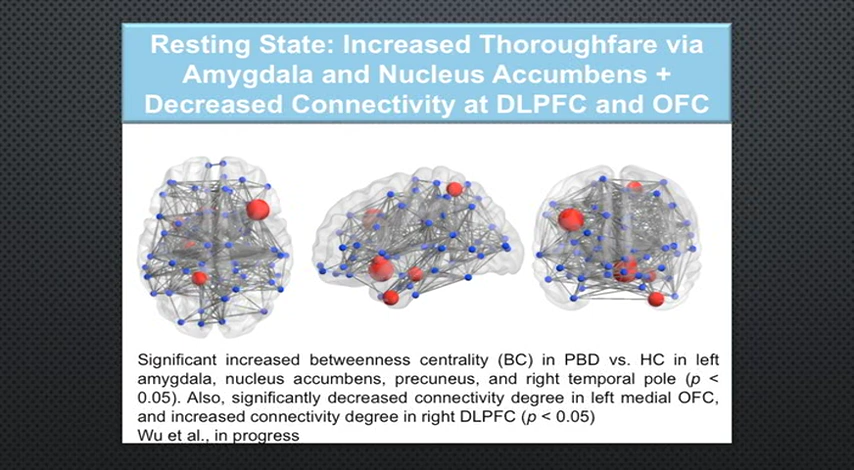 Resting State: Increased Thoroughfare via
Amygdala and Nucleus Accumbens +
Decreased Connectivity at DLPFC and OFC
Significant increased betweenness centrality (BC) in PBD vs. HC in left
amygdala, nucleus accumbens, precuneus, and right temporal pole (p <
0.05). Also, significantly decreased connectivity degree in left medial OFC,
and increased connectivity degree in right DLPFC (p < 0.05)
Wu et al., in progress